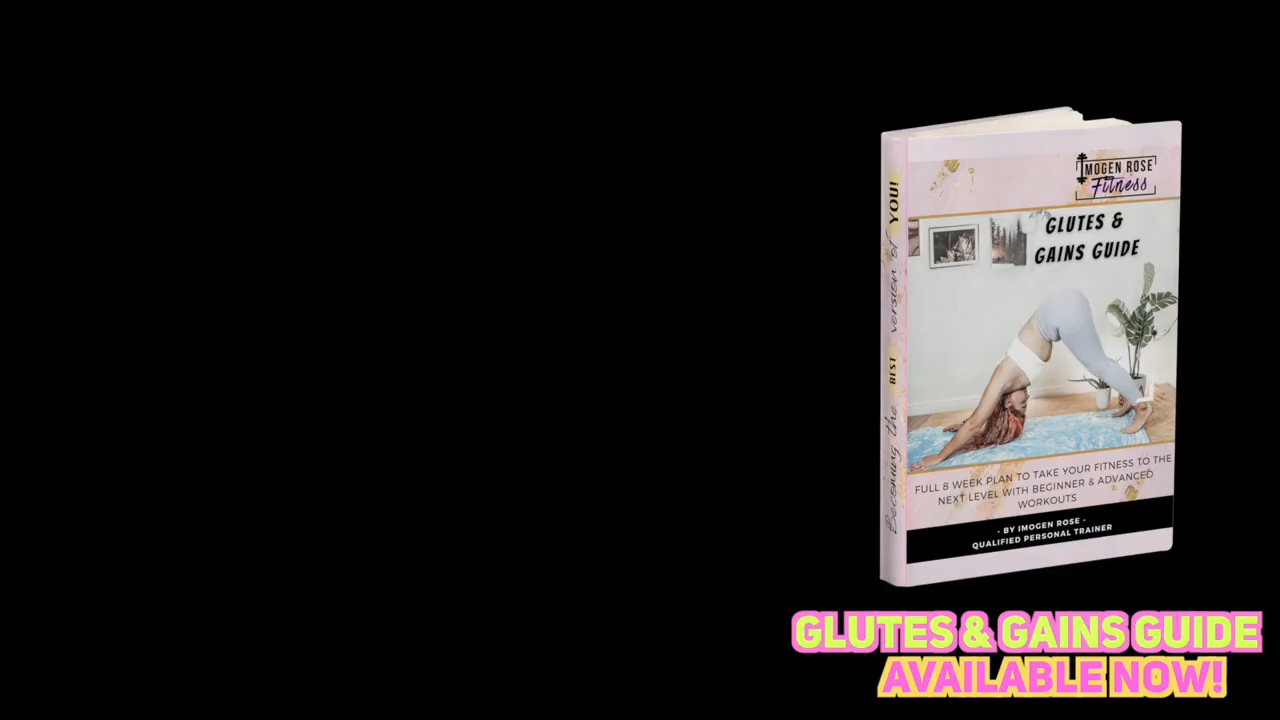 IMOGEN ROSE
Fitness
GLUTES &
GAINS GUIDE
FULL 8 WEEK PLAN TO TAKE YOUR FITNESS TO THE
NEXT LEVEL WITH BEGINNER & ADVANCED
WORKOUTS
- BY IMOGEN ROSE -
QUALIFIED PERSONAL TRAINER
Becoming the BEST version of YOU!
GLUTES & GAINS GUIDE
AVAILABLE NOW!